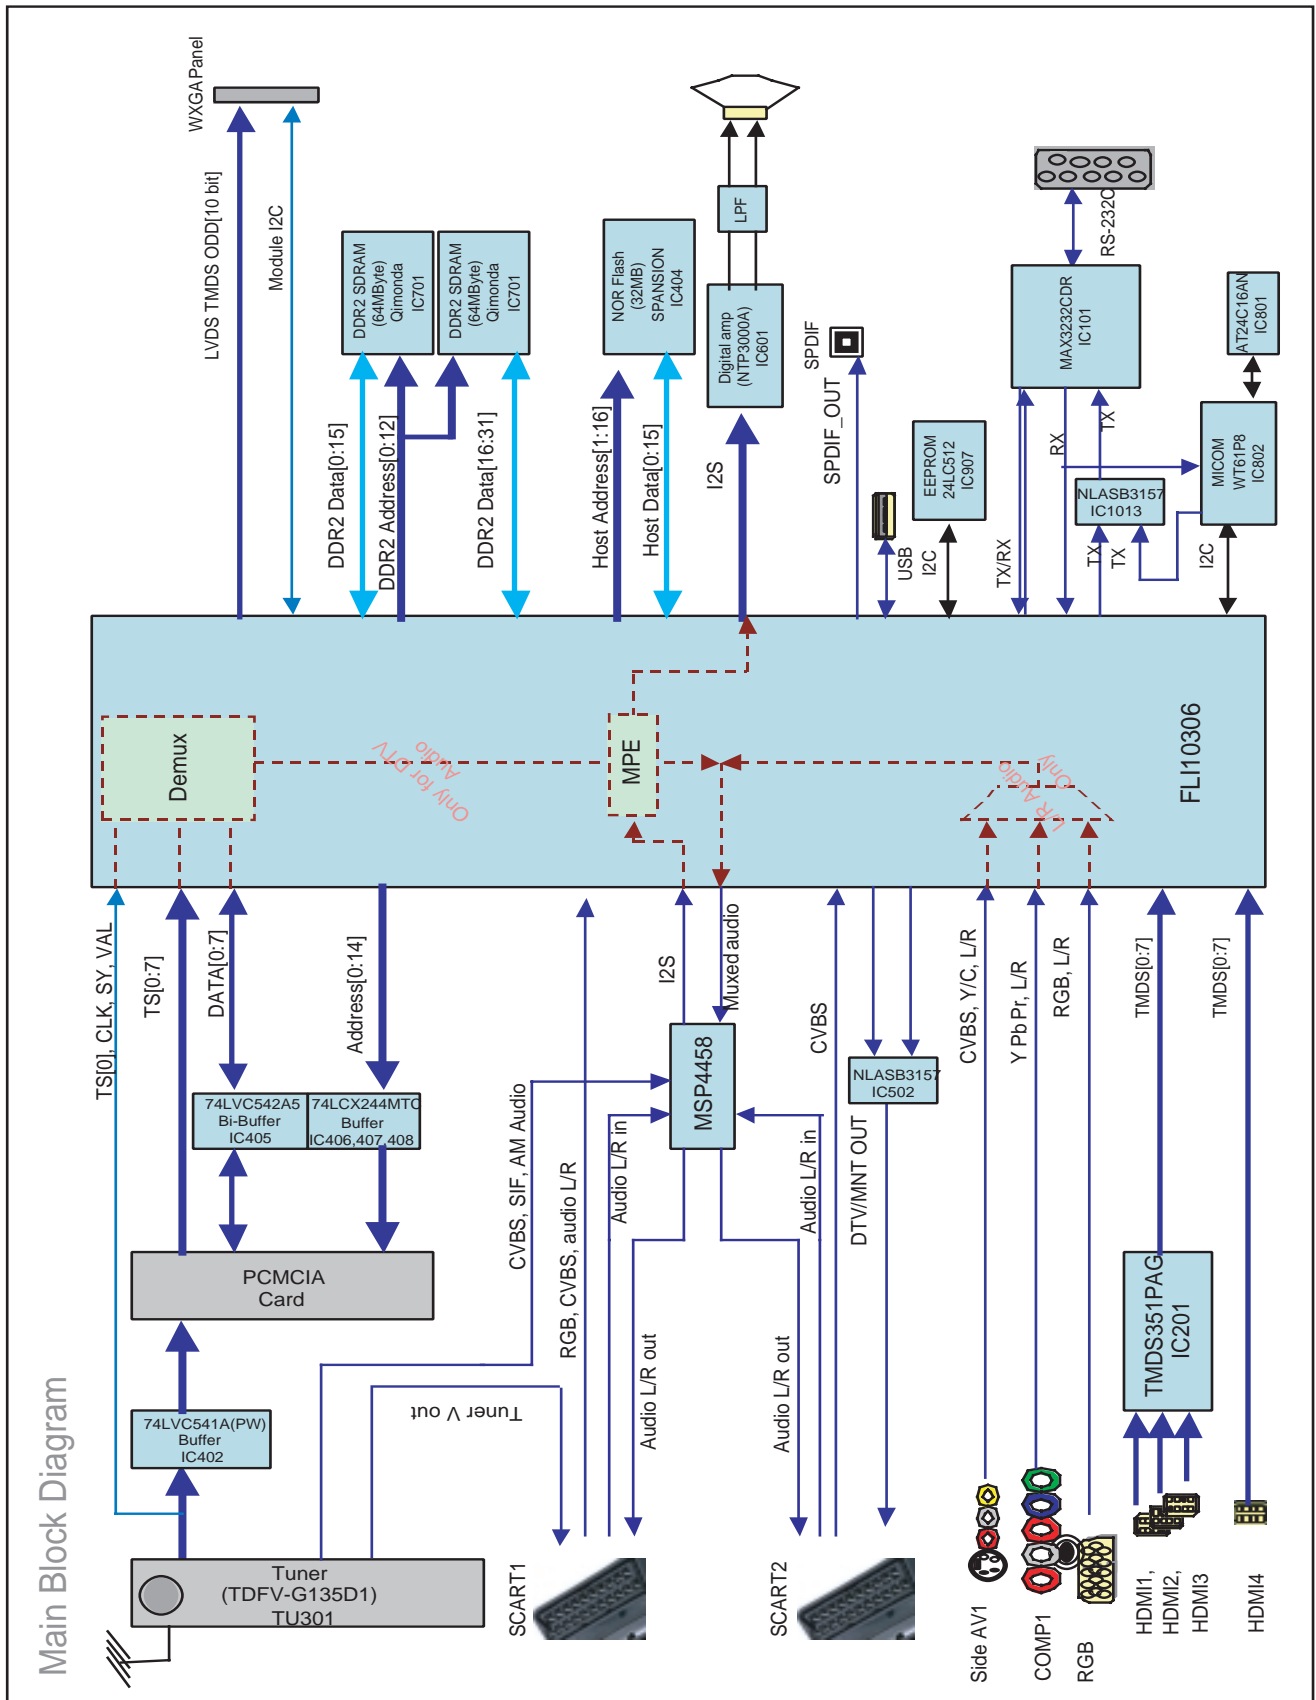 Main Block Diagram
WXGA Panel
LVDS TMDS ODD[10 bit]
Module I2C
DDR2 SDRAM
(64MByte)
Qimonda
IC701
DDR2 SDRAM
(64MByte)
Qimonda
IC701
DDR2 Data[0:15]
DDR2 Address[0:12]
DDR2 Data[16:31]
NOR Flash
(32MB)
SPANSION
IC404
Host Address[1:16]
Host Data[0:15]
LPF
Digital amp
(NTP3000A)
IC601
I2S
SPDIF
SPDIF_OUT
USB
EEPROM
24LC512
IC907
I2C
RS-232C
MAX3232CDR
IC101
TX/RX
RX
TX
NLASB3157
IC1013
TX
TX
AT24C16AN
IC801
MICOM
WT61P8
IC802
I2C
Demux
Only for DTV
Audio
MPE
L/R Audio
Only
FLI10306
TS[0], CLK, SY, VAL
TS[0:7]
DATA[0:7]
Address[0:14]
74LVC542A5
Bi-Buffer
IC405
74LCX244MTC
Buffer
IC406,407,408
PCMCIA
Card
74LVC541A(PW)
Buffer
IC402
Tuner
(TDFV-G135D1)
TU301
CVBS, SIF, AM Audio
Tuner V out
RGB, CVBS, audio L/R
Audio L/R in
Audio L/R out
I2S
Muxed audio
MSP4458
Audio L/R in
Audio L/R out
CVBS
NLASB3157
IC502
DTV/MNT OUT
CVBS, Y/C, L/R
Y Pb Pr, L/R
RGB, L/R
TMDS[0:7]
TMDS[0:7]
TMDS351PAG
IC201
SCART1
SCART2
Side AV1
COMP1
RGB
HDMI1,
HDMI2,
HDMI3
HDMI4